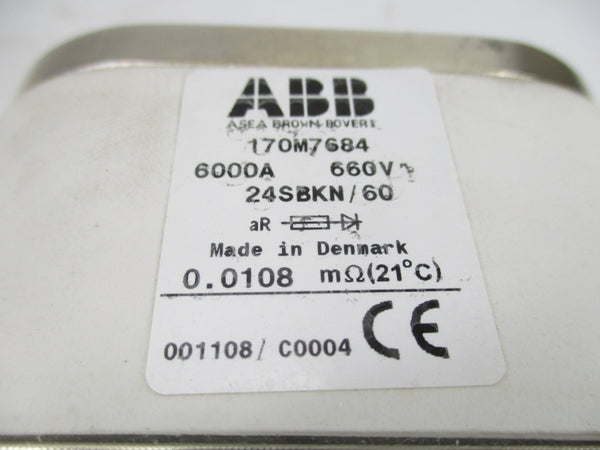 ABB
ASEA BROWN BOVERI
170M7684
6000A 660V~
24SBKN/60
aR
Made in Denmark
0.0108 mΩ(21°C)
001108/ C0004 CE